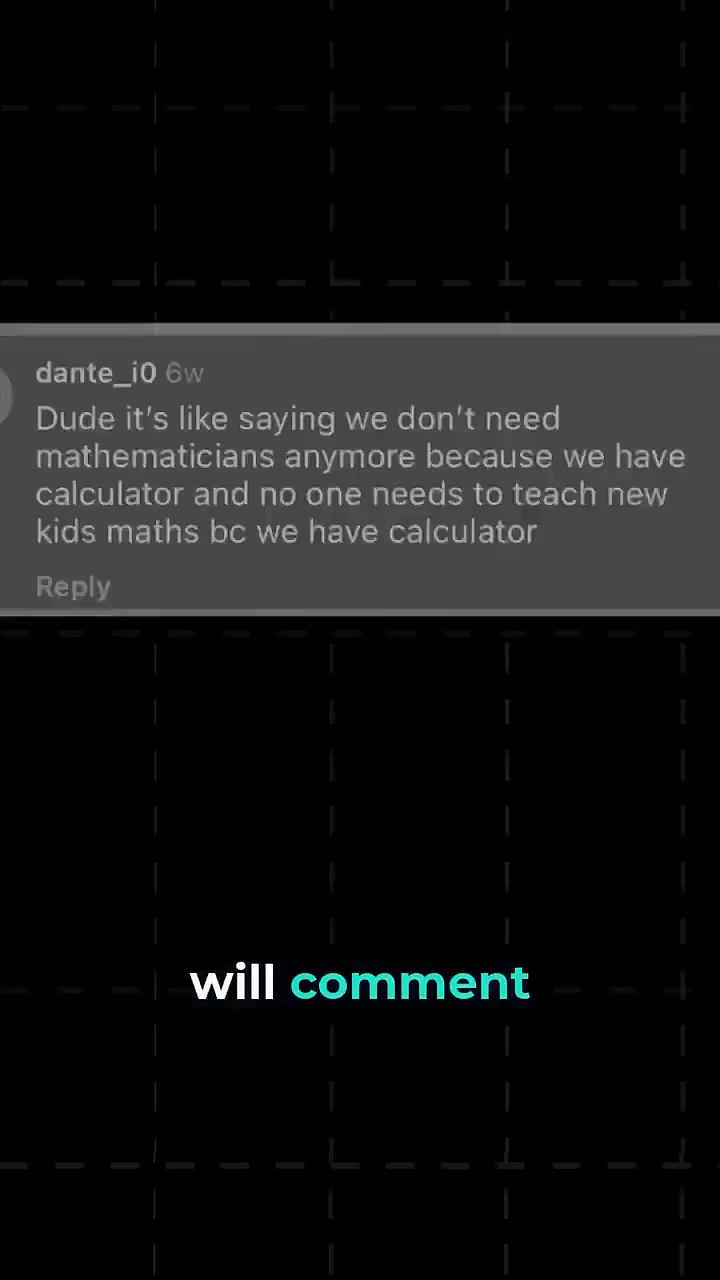 dante_i0 6w
Dude it's like saying we don't need
mathematicians anymore because we have
calculator and no one needs to teach new
kids maths bc we have calculator
Reply
will comment